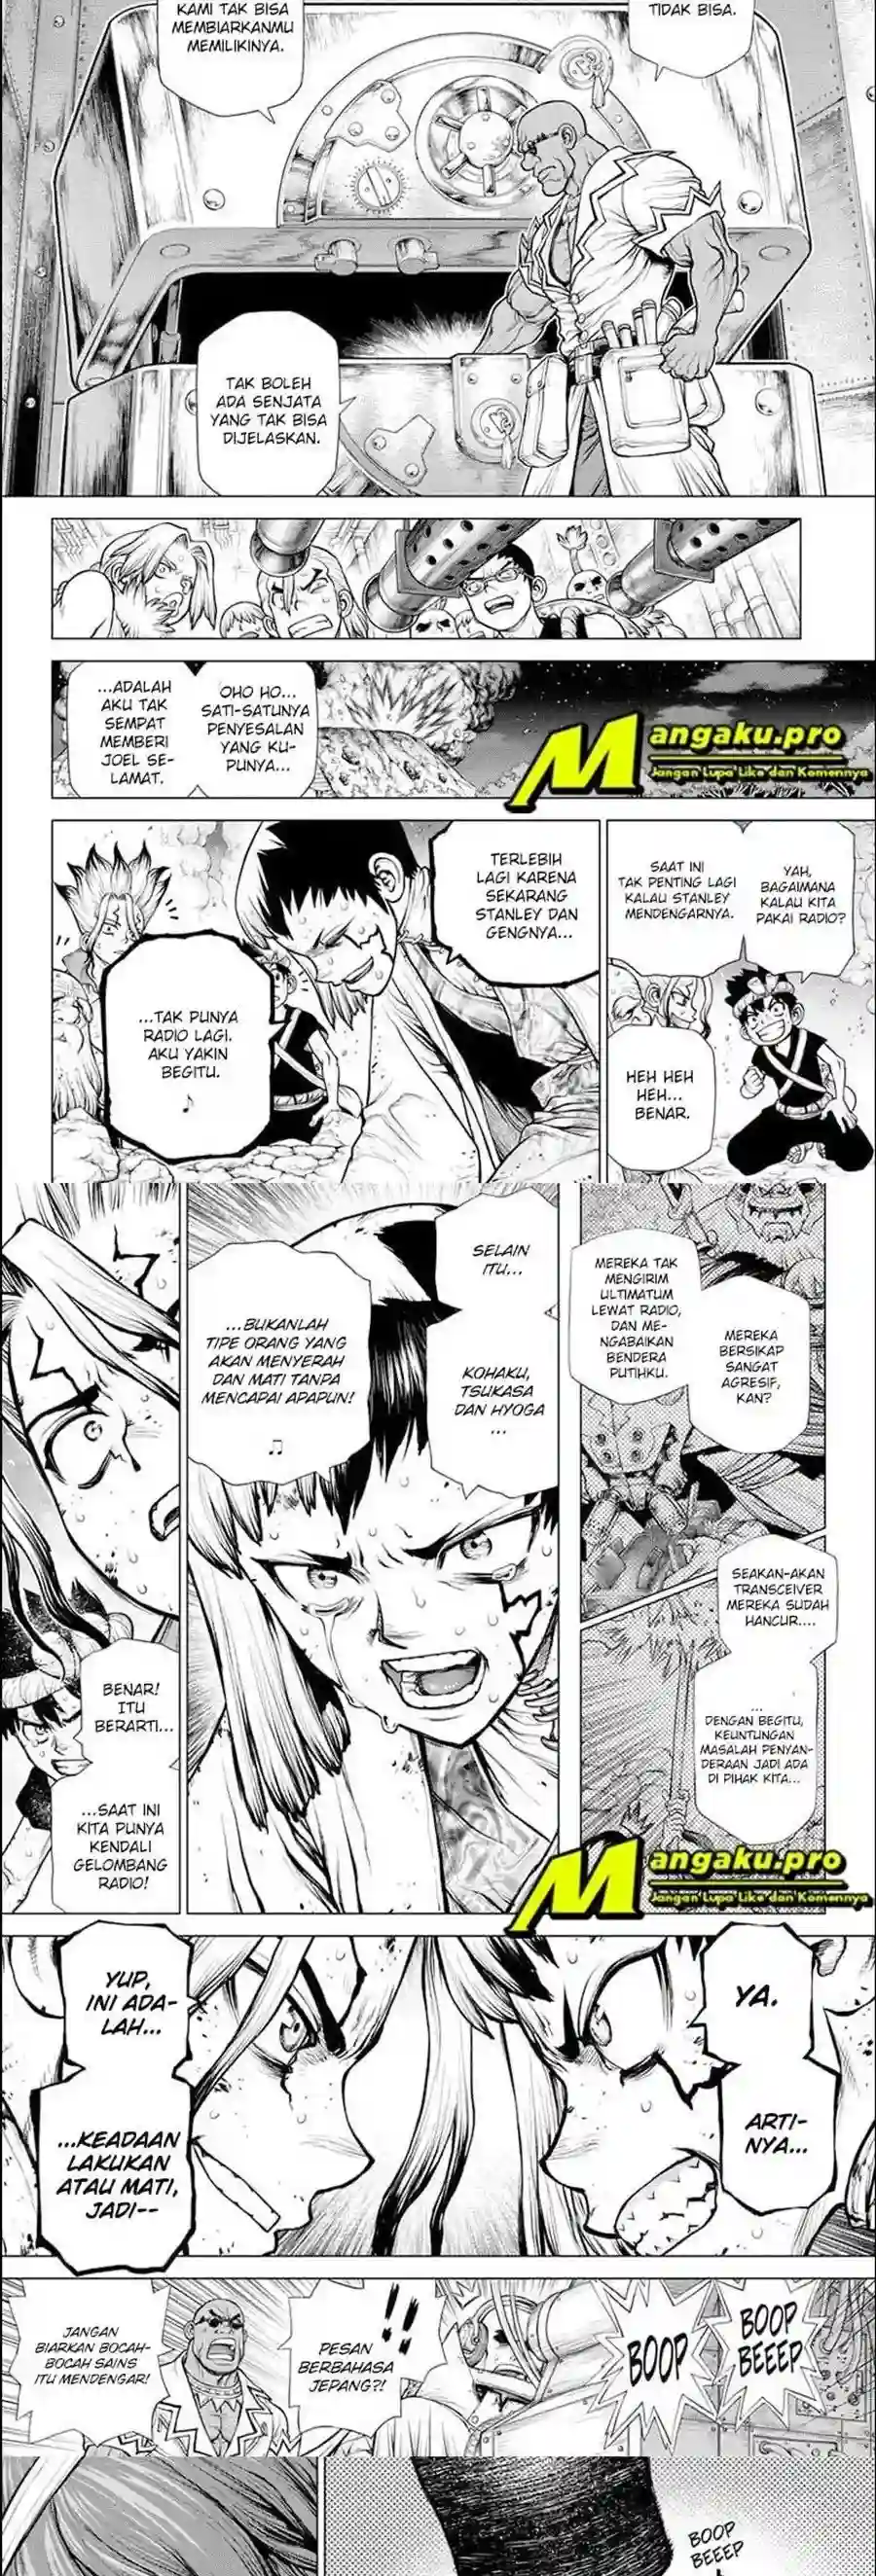 TIDAK BISA.
KAMI TAK BISA
MEMBIARKANMU
MEMILIKINYA.
TAK BOLEH
ADA SENJATA
YANG TAK BISA
DIJELASKAN.
OHO HO...
SATI-SATUNYA
PENYESALAN
YANG KU-
PUNYA...
...ADALAH
AKU TAK
SEMPAT
MEMBERI
JOEL SE-
LAMAT.
Mangaku.pro
Jangan Lupa Like dan Komennya
YAH,
BAGAIMANA
KALAU KITA
PAKAI RADIO?
SAAT INI
TAK PENTING LAGI
KALAU STANLEY
MENDENGARNYA.
HEH HEH
HEH...
BENAR.
TERLEBIH
LAGI KARENA
SEKARANG
STANLEY DAN
GENGNYA...
...TAK PUNYA
RADIO LAGI.
AKU YAKIN
BEGITU.
♪
MEREKA
BERSIKAP
SANGAT
AGRESIF,
KAN?
MEREKA TAK
MENGIRIM
ULTIMATUM
LEWAT RADIO,
DAN ME-
NGABAIKAN
BENDERA
PUTIHKU.
SEAKAN-AKAN
TRANSCEIVER
MEREKA SUDAH
HANCUR....
...
DENGAN BEGITU,
KEUNTUNGAN
MASALAH PENYAN-
DERAAN JADI ADA
DI PIHAK KITA...
SELAIN
ITU...
KOHAKU,
TSUKASA
DAN HYOGA
...
...BUKANLAH
TIPE ORANG YANG
AKAN MENYERAH
DAN MATI TANPA
MENCAPAI APAPUN!
♫
BENAR!
ITU
BERARTI...
...SAAT INI
KITA PUNYA
KENDALI
GELOMBANG
RADIO!
Mangaku.pro
Jangan Lupa Like dan Komennya
YA.
ARTI-
NYA...
YUP,
INI ADA-
LAH...
...KEADAAN
LAKUKAN
ATAU MATI,
JADI--
BOOP
BEEEP
BOOP
!!
PESAN
BERBAHASA
JEPANG?!
JANGAN
BIARKAN BOCAH-
BOCAH SAINS
ITU MENDENGAR!
BOOP
BEEEP